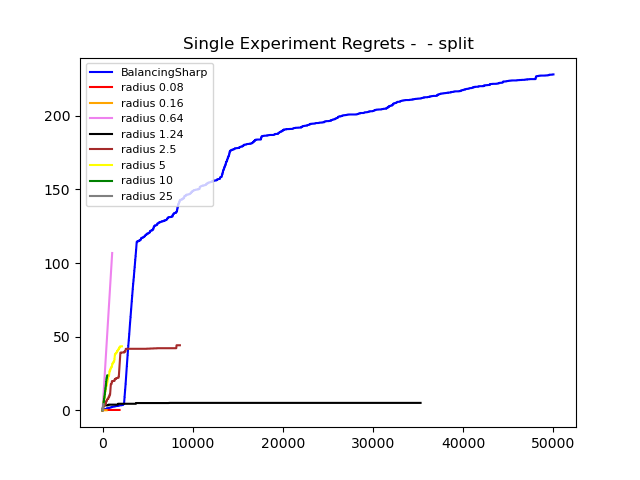 Single Experiment Regrets -  - split
BalancingSharp
radius 0.08
radius 0.16
radius 0.64
radius 1.24
radius 2.5
radius 5
radius 10
radius 25
200
150
100
50
0
0 10000 20000 30000 40000 50000